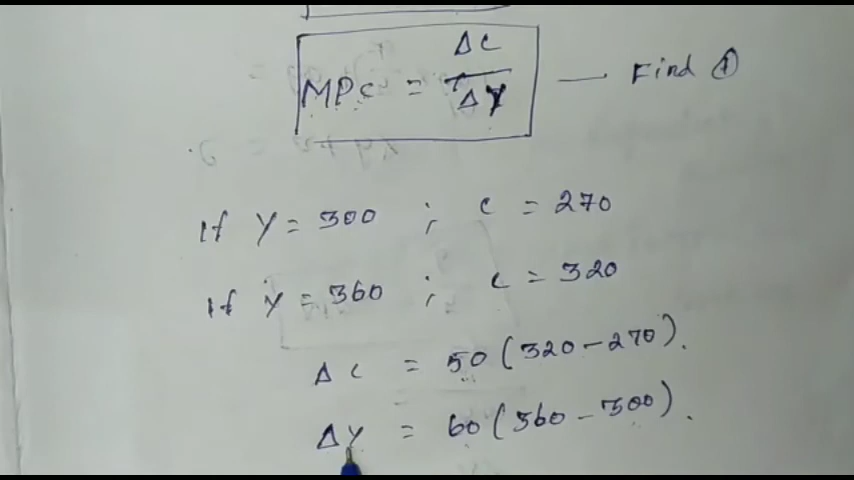 MPC = ΔC / ΔY — Find ①
If Y = 300 ; C = 270
If Y = 360 ; C = 320
ΔC = 50 (320 - 270).
ΔY = 60 (360 - 300).